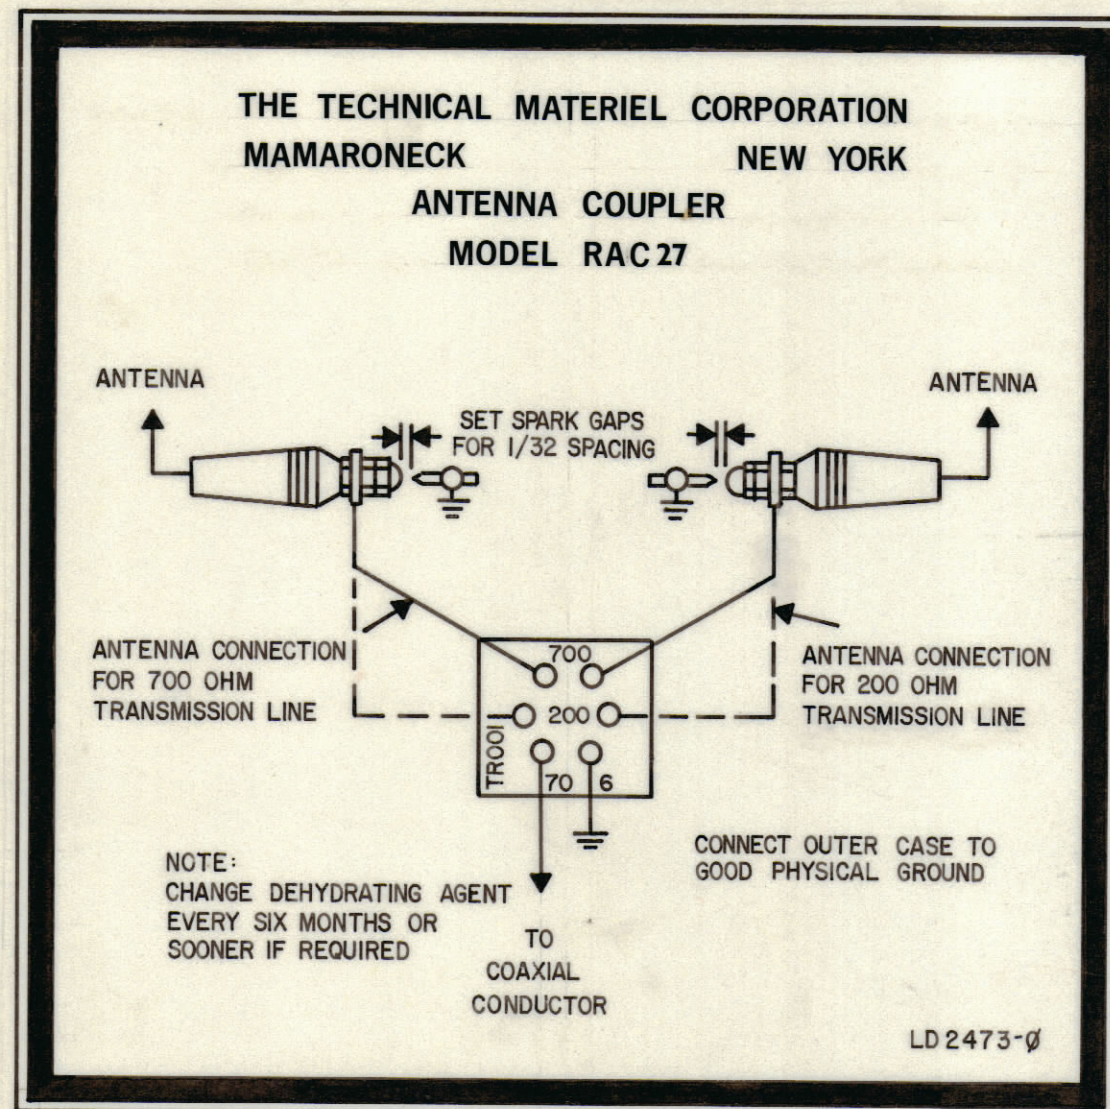 THE TECHNICAL MATERIEL CORPORATION
MAMARONECK NEW YORK
ANTENNA COUPLER
MODEL RAC 27
ANTENNA
ANTENNA
SET SPARK GAPS
FOR 1/32 SPACING
ANTENNA CONNECTION
FOR 700 OHM
TRANSMISSION LINE
ANTENNA CONNECTION
FOR 200 OHM
TRANSMISSION LINE
700
200
TR001
70 6
NOTE:
CHANGE DEHYDRATING AGENT
EVERY SIX MONTHS OR
SOONER IF REQUIRED
TO
COAXIAL
CONDUCTOR
CONNECT OUTER CASE TO
GOOD PHYSICAL GROUND
LD 2473-Ø